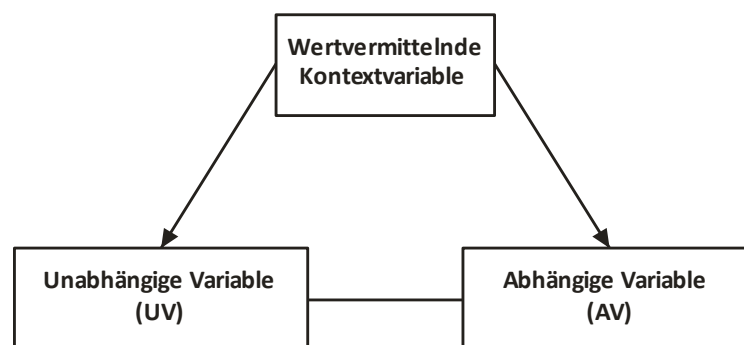 Wertvermittelnde
Kontextvariable
Unabhängige Variable
(UV)
Abhängige Variable
(AV)